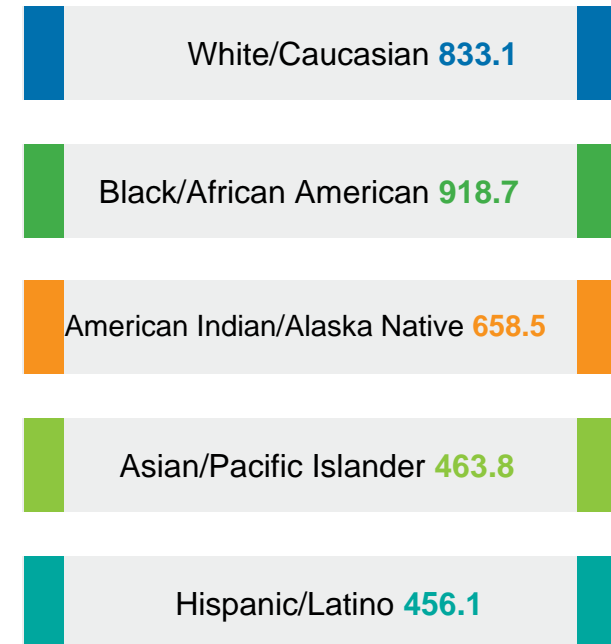 White/Caucasian 833.1
Black/African American 918.7
American Indian/Alaska Native 658.5
Asian/Pacific Islander 463.8
Hispanic/Latino 456.1